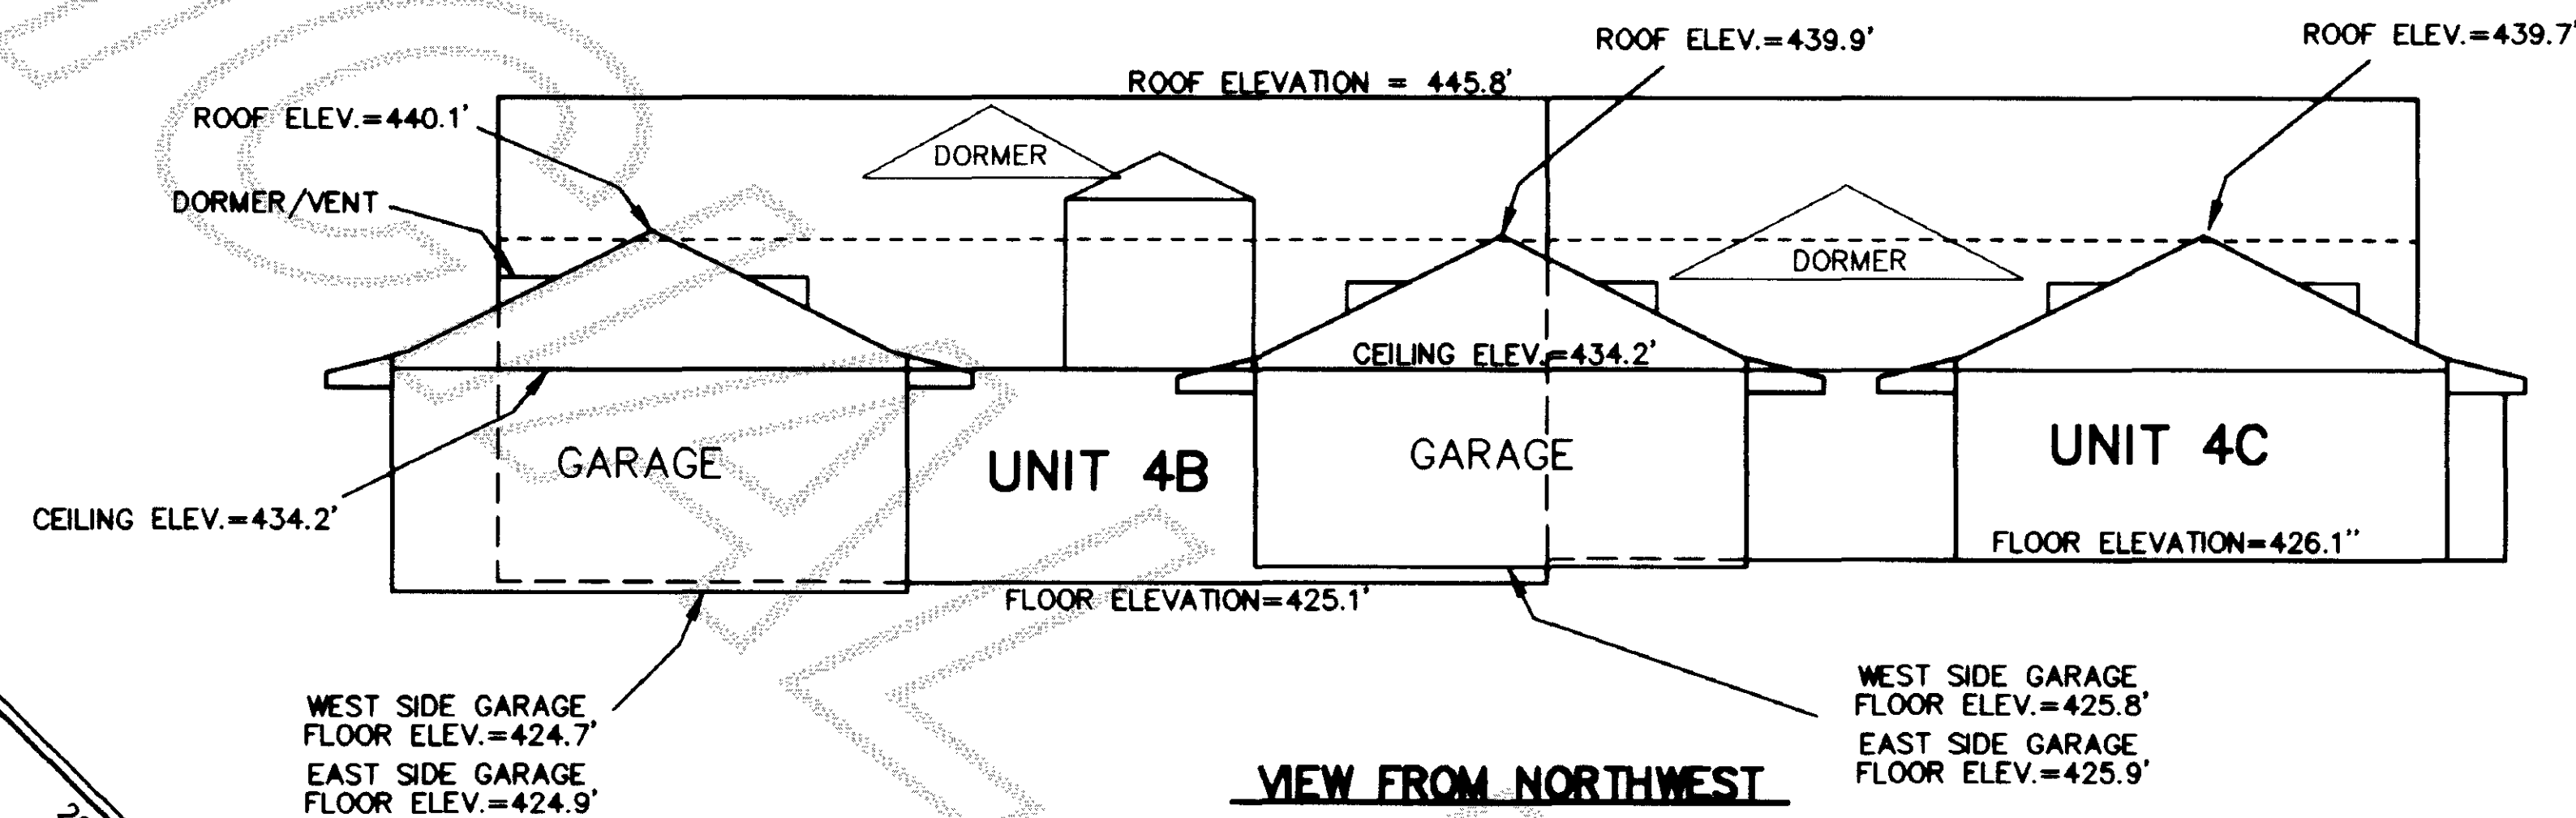 ROOF ELEV.=439.9'
ROOF ELEV.=439.7'
ROOF ELEVATION = 445.8'
ROOF ELEV.=440.1'
DORMER
DORMER/VENT
DORMER
CEILING ELEV.=434.2'
GARAGE
UNIT 4B
GARAGE
UNIT 4C
CEILING ELEV.=434.2'
FLOOR ELEVATION=426.1"
FLOOR ELEVATION=425.1'
WEST SIDE GARAGE
FLOOR ELEV.=424.7'
EAST SIDE GARAGE
FLOOR ELEV.=424.9'
WEST SIDE GARAGE
FLOOR ELEV.=425.8'
EAST SIDE GARAGE
FLOOR ELEV.=425.9'
VIEW FROM NORTHWEST